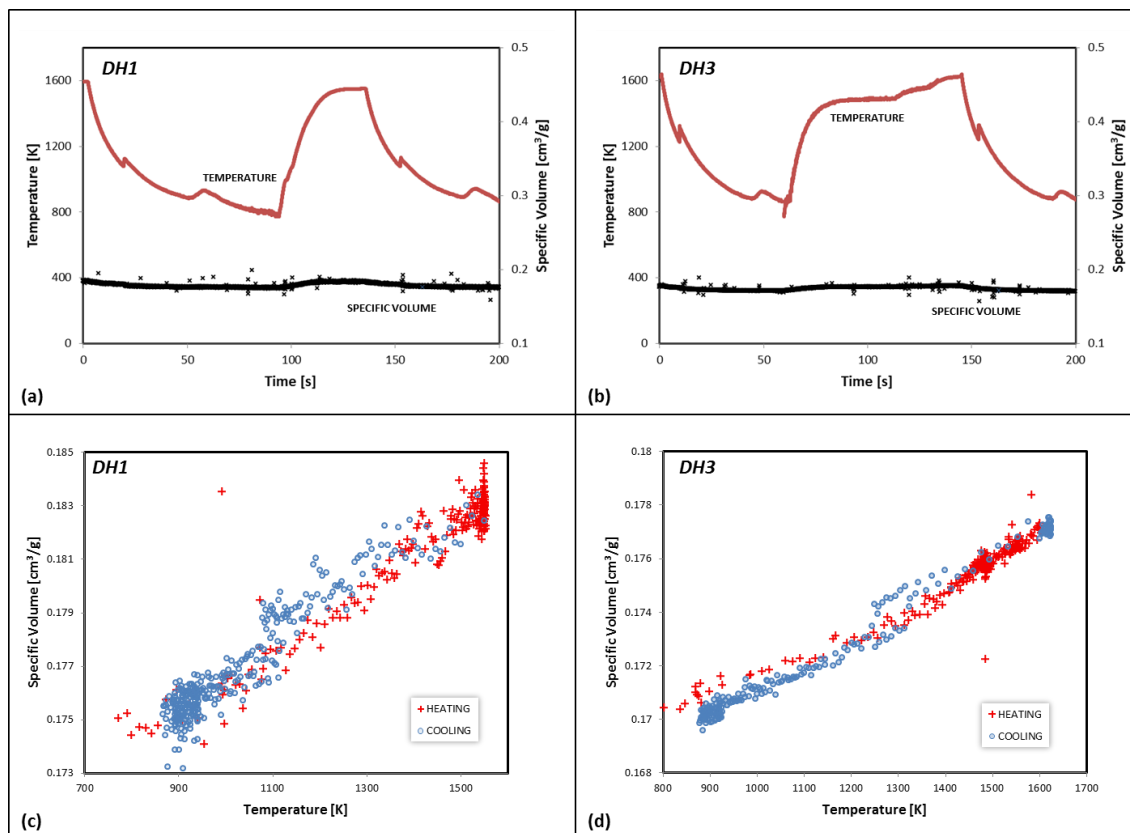 DH1
Temperature [K]
1600
1200
800
400
0
0.5
0.4
0.3
0.2
0.1
Specific Volume [cm³/g]
TEMPERATURE
SPECIFIC VOLUME
0 50 100 150 200
Time [s]
(a)
DH3
Temperature [K]
1600
1200
800
400
0
0.5
0.4
0.3
0.2
0.1
Specific Volume [cm³/g]
TEMPERATURE
SPECIFIC VOLUME
0 50 100 150 200
Time [s]
(b)
DH1
Specific Volume [cm³/g]
0.185
0.183
0.181
0.179
0.177
0.175
0.173
HEATING
COOLING
700 900 1100 1300 1500
Temperature [K]
(c)
DH3
Specific Volume [cm³/g]
0.18
0.178
0.176
0.174
0.172
0.17
0.168
HEATING
COOLING
800 900 1000 1100 1200 1300 1400 1500 1600 1700
Temperature [K]
(d)